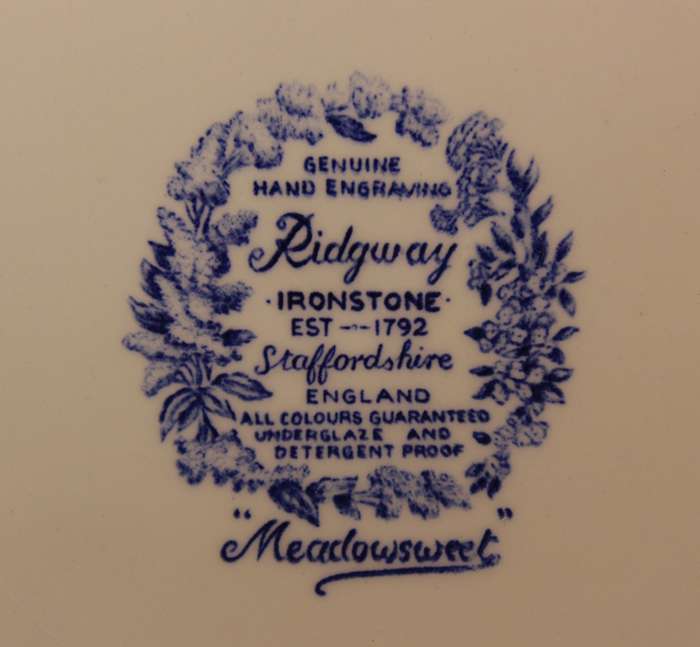 GENUINE
HAND ENGRAVING
Ridgway
·IRONSTONE·
EST --- 1792
Staffordshire
ENGLAND
ALL COLOURS GUARANTEED
UNDERGLAZE AND
DETERGENT PROOF
"Meadowsweet"